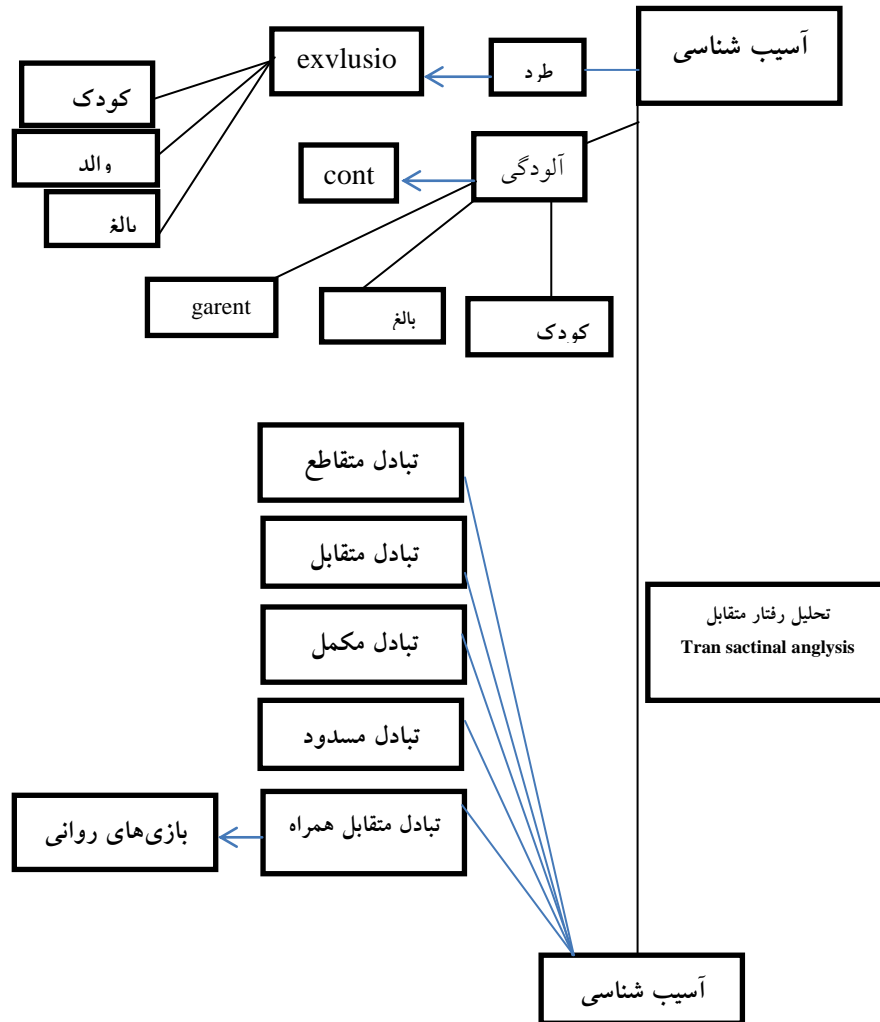 آسیب شناسی
طرد
exvlusio
کودک
والد
بالغ
آلودگی
cont
garent
بالغ
کودک
تبادل متقاطع
تبادل متقابل
تبادل مکمل
تبادل مسدود
تبادل متقابل همراه
بازی‌های روانی
تحلیل رفتار متقابل
Tran sactinal anglysis
آسیب شناسی